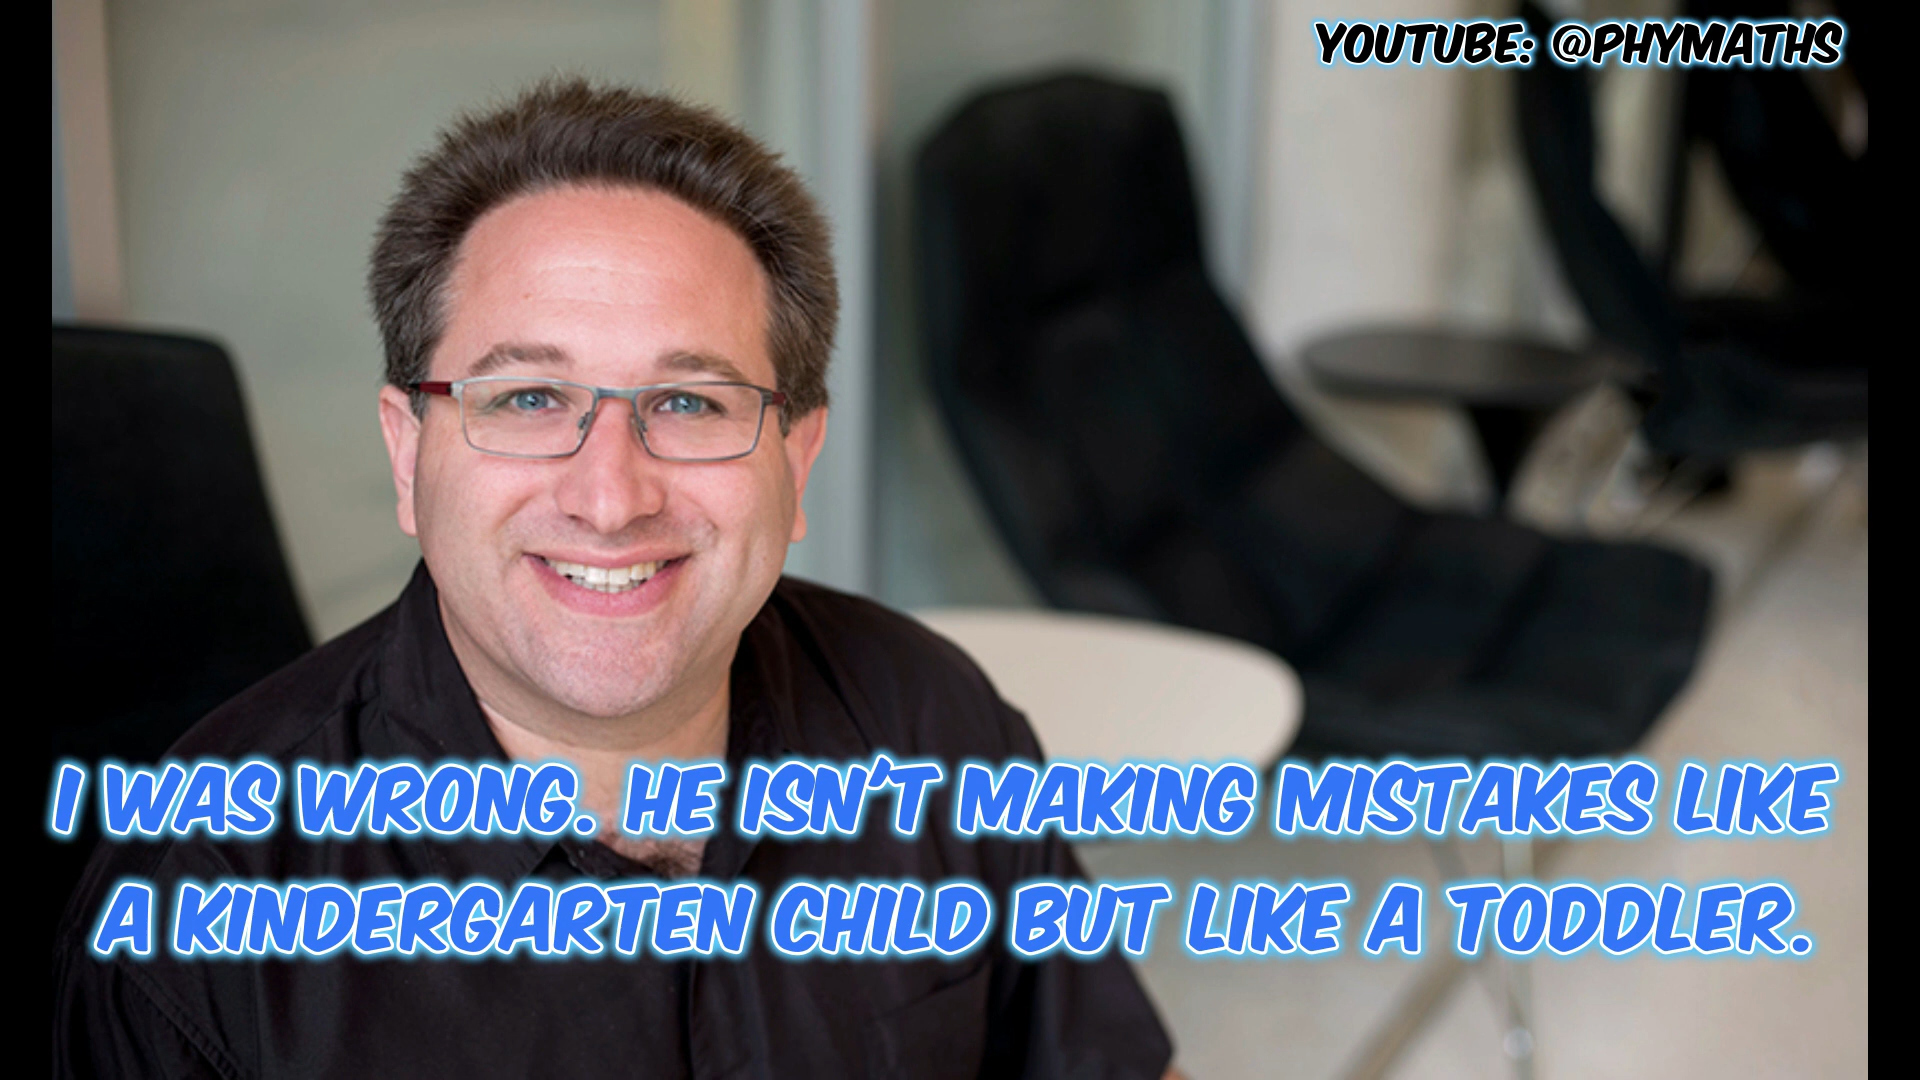 YOUTUBE: @PHYMATHS
I WAS WRONG. HE ISN'T MAKING MISTAKES LIKE
A KINDERGARTEN CHILD BUT LIKE A TODDLER.